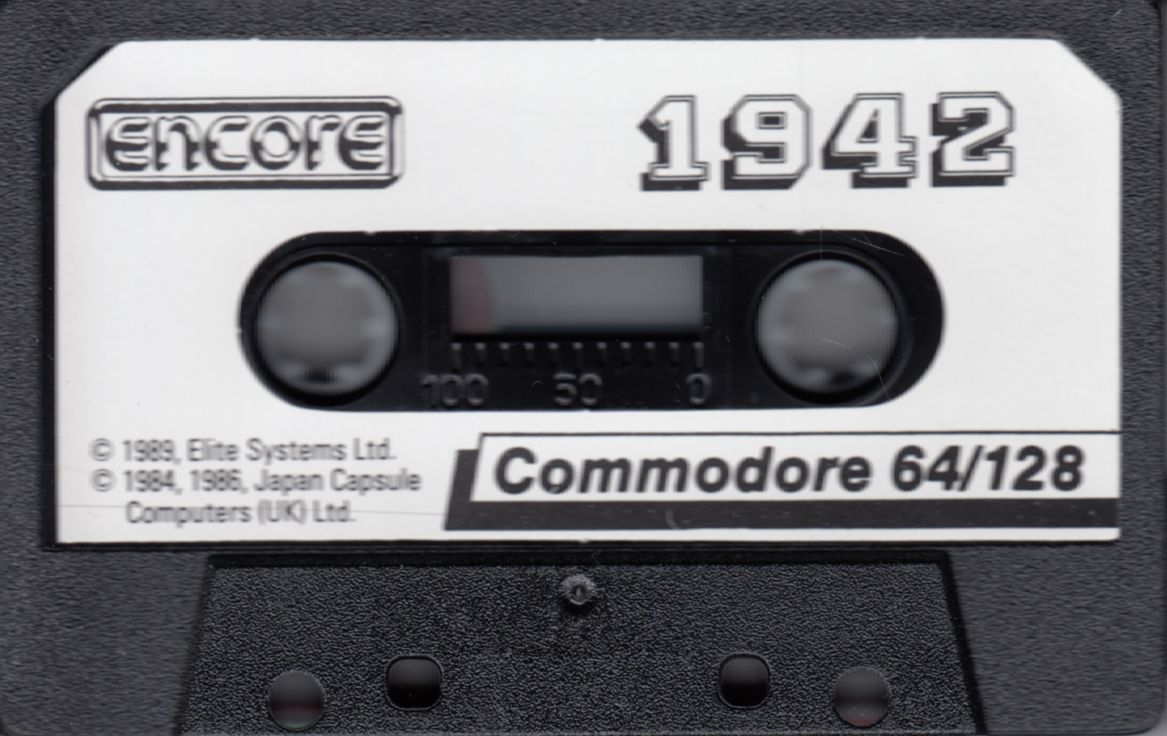 encore
1942
100 50 0
© 1989, Elite Systems Ltd.
© 1984, 1986, Japan Capsule
Computers (UK) Ltd.
Commodore 64/128